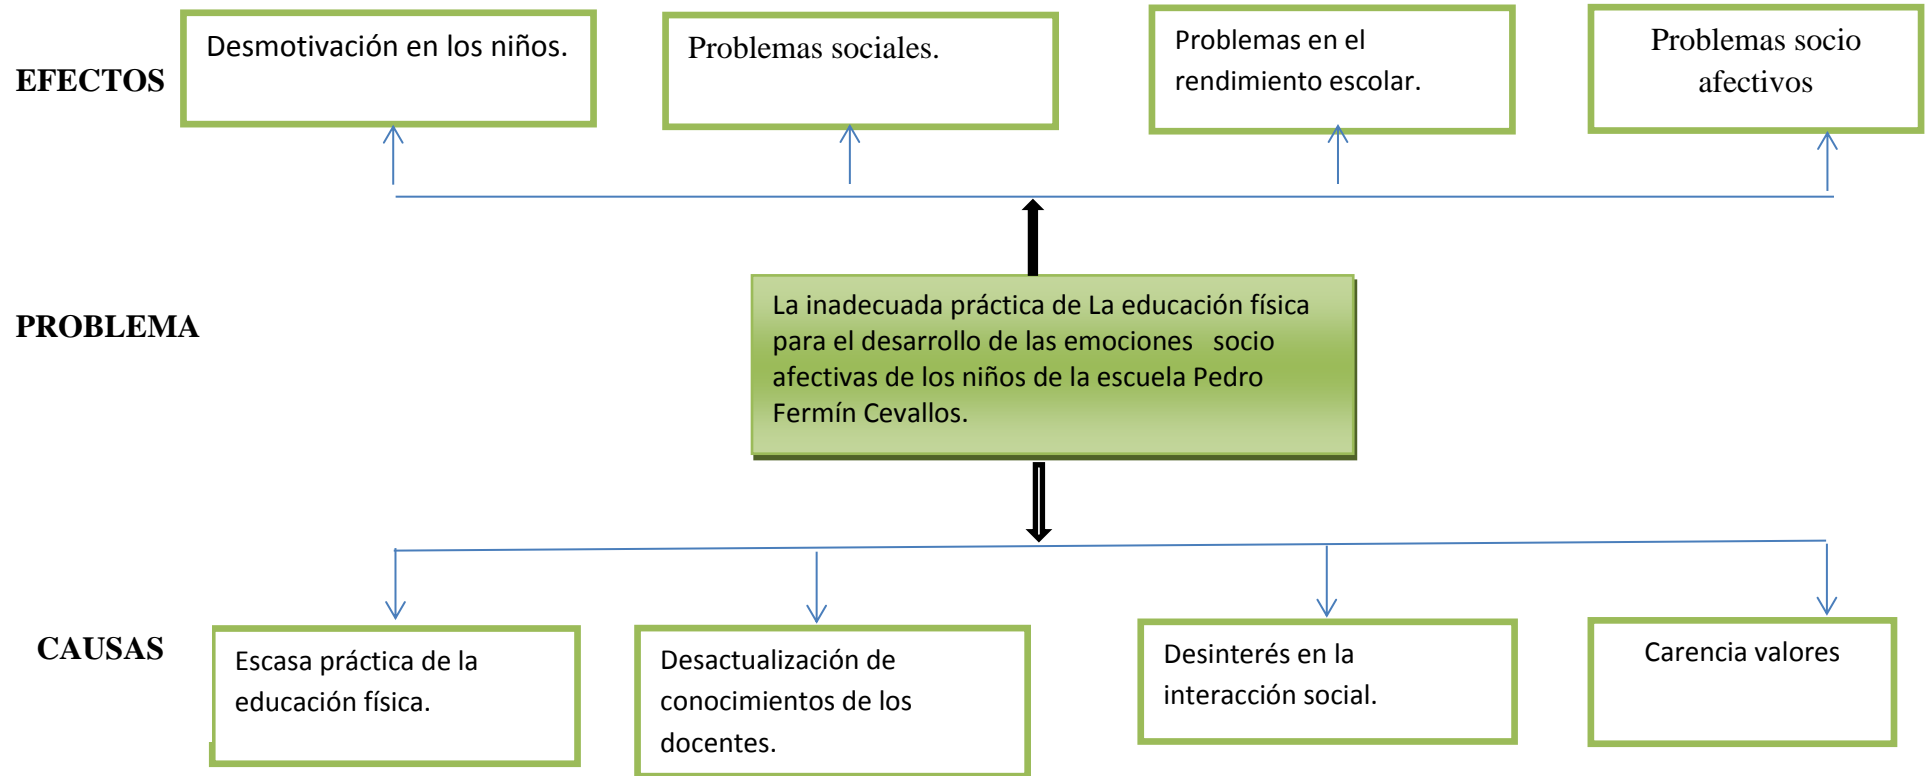 EFECTOS
Desmotivación en los niños.
Problemas sociales.
Problemas en el
rendimiento escolar.
Problemas socio
afectivos
PROBLEMA
La inadecuada práctica de La educación física
para el desarrollo de las emociones   socio
afectivas de los niños de la escuela Pedro
Fermín Cevallos.
CAUSAS
Escasa práctica de la
educación física.
Desactualización de
conocimientos de los
docentes.
Desinterés en la
interacción social.
Carencia valores